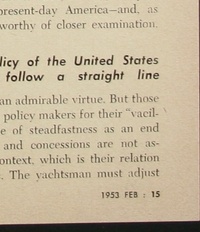 present-day America—and, as
worthy of closer examination.
licy of the United States
follow a straight line
an admirable virtue. But those
policy makers for their "vacil-
e of steadfastness as an end
and concessions are not as-
ontext, which is their relation
. The yachtsman must adjust
1953 FEB : 15